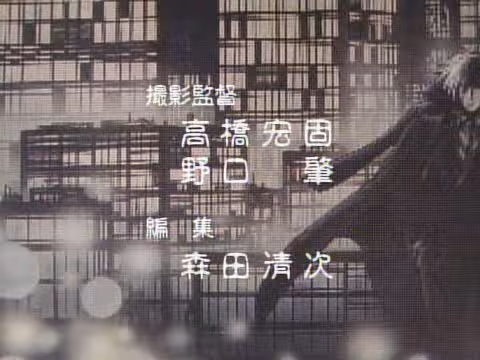 撮影監督
高橋宏固
野口　肇
編　集
森田清次